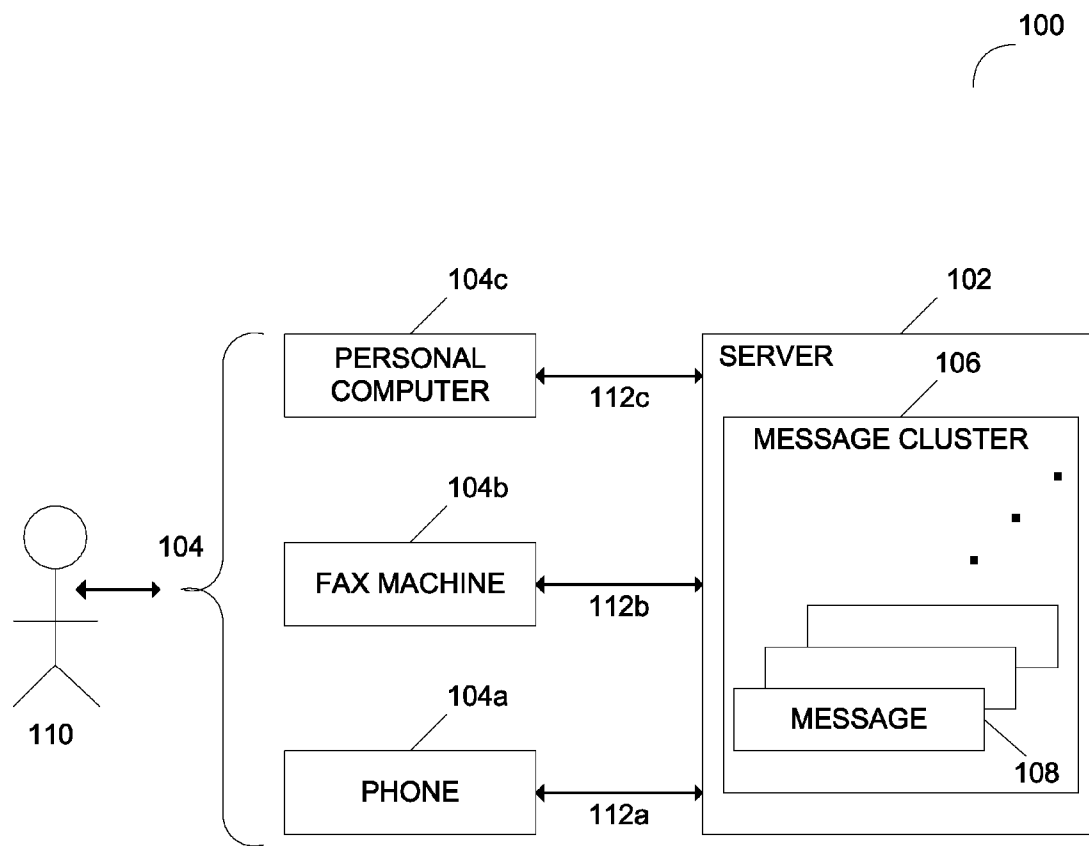 100
104c
102
PERSONAL
COMPUTER
SERVER
112c
106
MESSAGE CLUSTER
104b
104
FAX MACHINE
112b
104a
MESSAGE
110
108
PHONE
112a